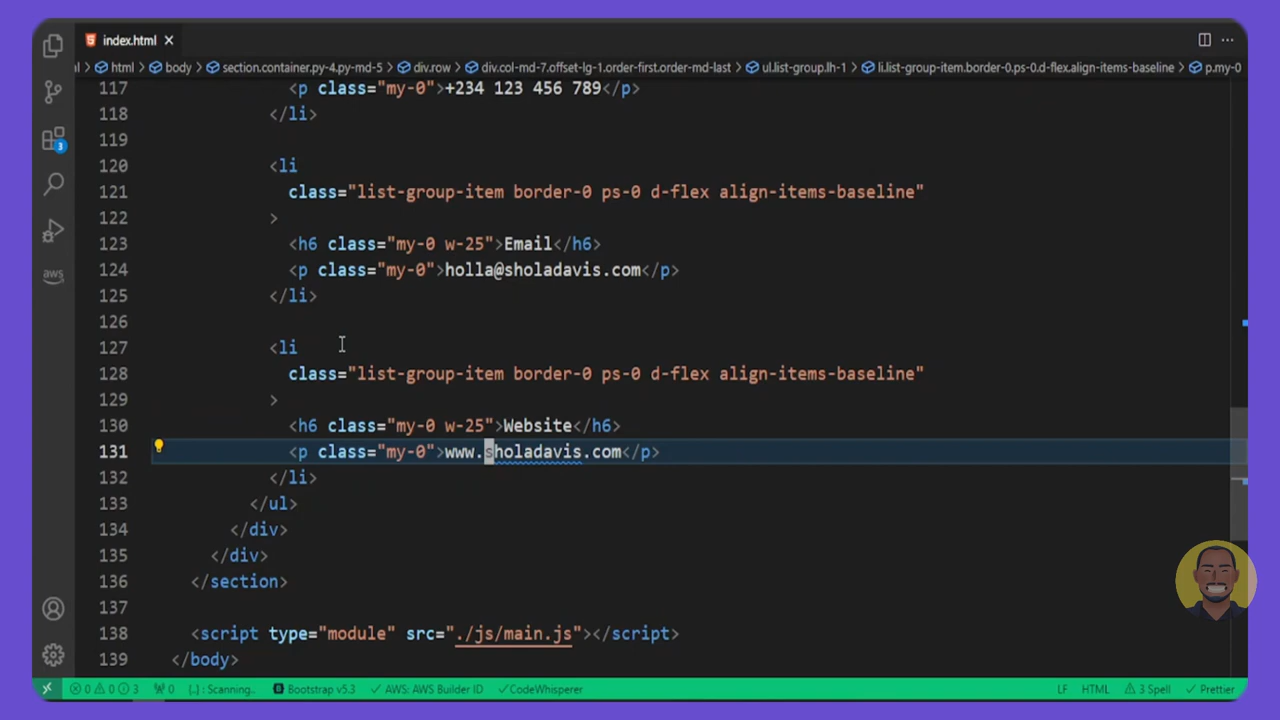 index.html
html
body
section.container.py-4.py-md-5
div.row
div.col-md-7.offset-lg-1.order-first.order-md-last
ul.list-group.lh-1
li.list-group-item.border-0.ps-0.d-flex.align-items-baseline
p.my-0
117 <p class="my-0">+234 123 456 789</p>
118 </li>
119
120 <li
121 class="list-group-item border-0 ps-0 d-flex align-items-baseline"
122 >
123 <h6 class="my-0 w-25">Email</h6>
124 <p class="my-0">holla@sholadavis.com</p>
125 </li>
126
127 <li
128 class="list-group-item border-0 ps-0 d-flex align-items-baseline"
129 >
130 <h6 class="my-0 w-25">Website</h6>
131 <p class="my-0">www.sholadavis.com</p>
132 </li>
133 </ul>
134 </div>
135 </div>
136 </section>
137
138 <script type="module" src="./js/main.js"></script>
139 </body>
3
aws
0 0 3 0 {..} : Scanning.. Bootstrap v5.3 AWS: AWS Builder ID CodeWhisperer LF HTML 3 Spell Prettier